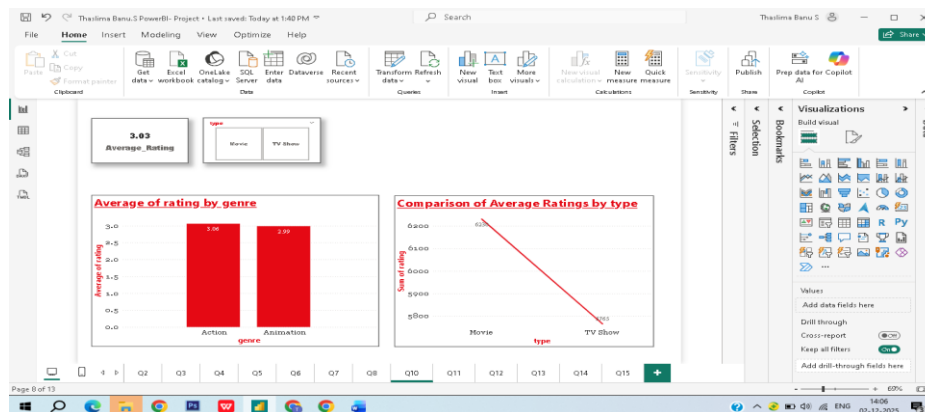 Thaslima Banu.S PowerBI- Project • Last saved: Today at 1:40 PM
Search
Thaslima Banu S
File Home Insert Modeling View Optimize Help
Share
Paste
Cut
Copy
Format painter
Get data
Excel workbook
OneLake catalog
SQL Server
Enter data
Dataverse
Recent sources
Transform data
Refresh
New visual
Text box
More visuals
New visual calculation
New measure
Quick measure
Sensitivity
Publish
Prep data for AI
Copilot
Clipboard
Data
Queries
Insert
Calculations
Sensitivity
Share
Copilot
3.03
Average_Rating
type
Movie
TV Show
Average of rating by genre
Average of rating
3.0
2.5
2.0
1.5
1.0
0.5
0.0
3.06
2.99
Action
Animation
genre
Comparison of Average Ratings by type
Sum of rating
6200
6100
6000
5900
5800
Movie
TV Show
type
Filters
Selection
Bookmarks
Visualizations
Build visual
R Py
Values
Add data fields here
Drill through
Cross-report
Off
Keep all filters
On
Add drill-through fields here
Q2 Q3 Q4 Q5 Q6 Q7 Q8 Q10 Q11 Q12 Q13 Q14 Q15 +
Page 8 of 13
69%
ENG
14:06
02-12-2025